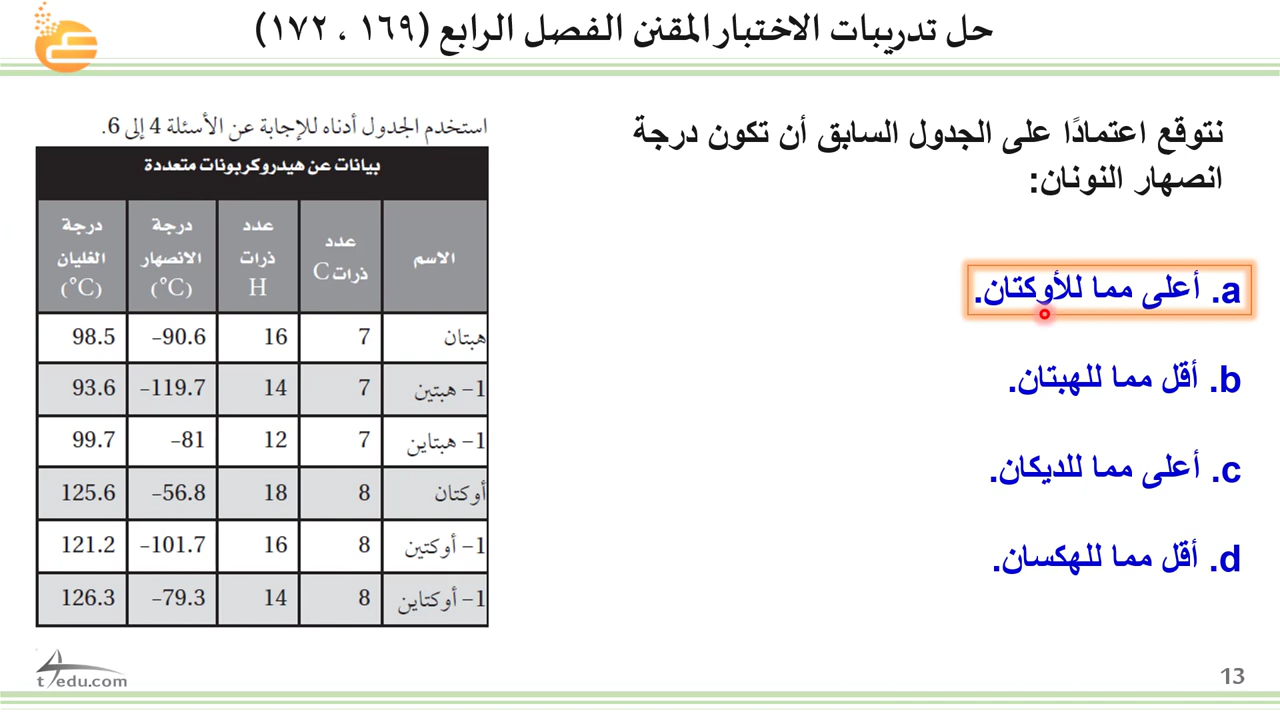 حل تدريبات الاختبار المقنن الفصل الرابع (١٦٩ ، ١٧٢)
نتوقع اعتمادًا على الجدول السابق أن تكون درجة
انصهار النونان:
a. أعلى مما للأوكتان.
b. أقل مما للهبتان.
c. أعلى مما للديكان.
d. أقل مما للهكسان.
استخدم الجدول أدناه للإجابة عن الأسئلة 4 إلى 6.
بيانات عن هيدروكربونات متعددة
الاسم | عدد ذرات C | عدد ذرات H | درجة الانصهار (°C) | درجة الغليان (°C)
هبتان | 7 | 16 | −90.6 | 98.5
1– هبتين | 7 | 14 | −119.7 | 93.6
1– هبتاين | 7 | 12 | −81 | 99.7
أوكتان | 8 | 18 | −56.8 | 125.6
1– أوكتين | 8 | 16 | −101.7 | 121.2
1– أوكتاين | 8 | 14 | −79.3 | 126.3
t4edu.com
13